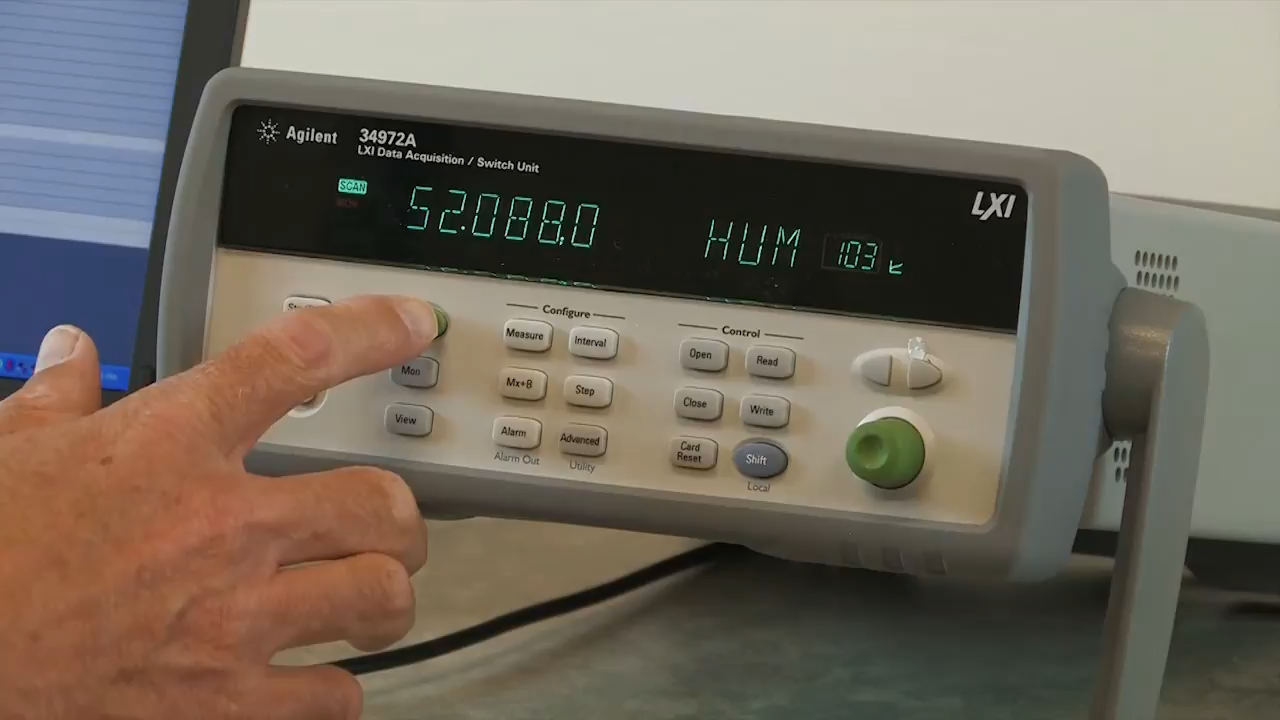 Agilent
34972A
LXI Data Acquisition / Switch Unit
LXI
SCAN
52.088,0 HUM 103
Configure
Control
Measure Interval
Open Read
Mon
Mx+B Step
Close Write
View
Alarm Advanced
Card Reset
Shift
Alarm Out Utility
Local